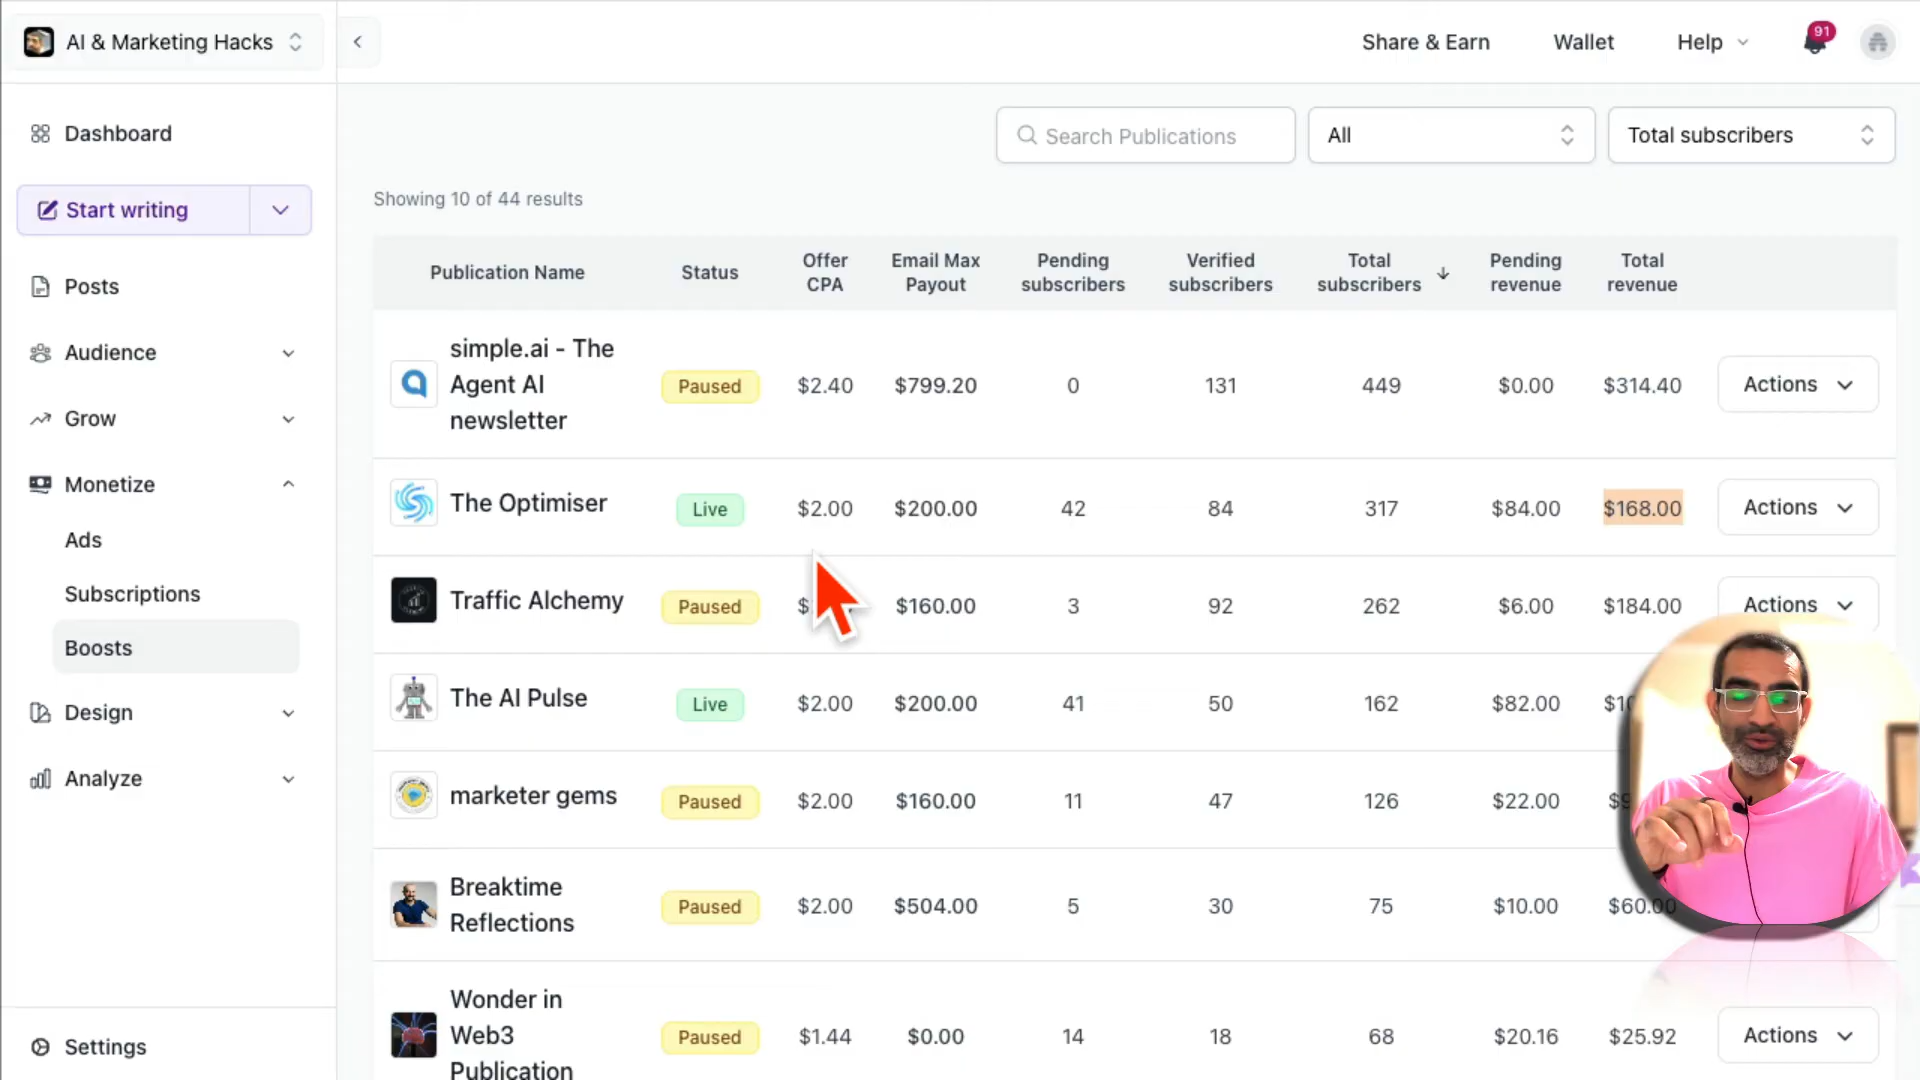 AI & Marketing Hacks
Share & Earn
Wallet
Help
91
Dashboard
Start writing
Posts
Audience
Grow
Monetize
Ads
Subscriptions
Boosts
Design
Analyze
Settings
Search Publications
All
Total subscribers
Showing 10 of 44 results
Publication Name Status Offer CPA Email Max Payout Pending subscribers Verified subscribers Total subscribers Pending revenue Total revenue
simple.ai - The Agent AI newsletter Paused $2.40 $799.20 0 131 449 $0.00 $314.40 Actions
The Optimiser Live $2.00 $200.00 42 84 317 $84.00 $168.00 Actions
Traffic Alchemy Paused $160.00 3 92 262 $6.00 $184.00 Actions
The AI Pulse Live $2.00 $200.00 41 50 162 $82.00
marketer gems Paused $2.00 $160.00 11 47 126 $22.00
Breaktime Reflections Paused $2.00 $504.00 5 30 75 $10.00 $60.00
Wonder in Web3 Publication Paused $1.44 $0.00 14 18 68 $20.16 $25.92 Actions